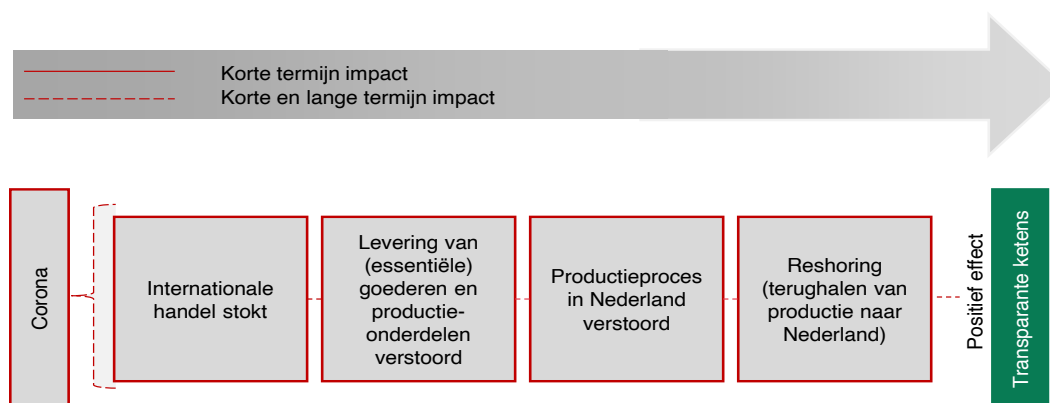 Korte termijn impact
Korte en lange termijn impact
Corona
Internationale
handel stokt
Levering van
(essentiële)
goederen en
productie-
onderdelen
verstoord
Productieproces
in Nederland
verstoord
Reshoring
(terughalen van
productie naar
Nederland)
Positief effect
Transparante ketens